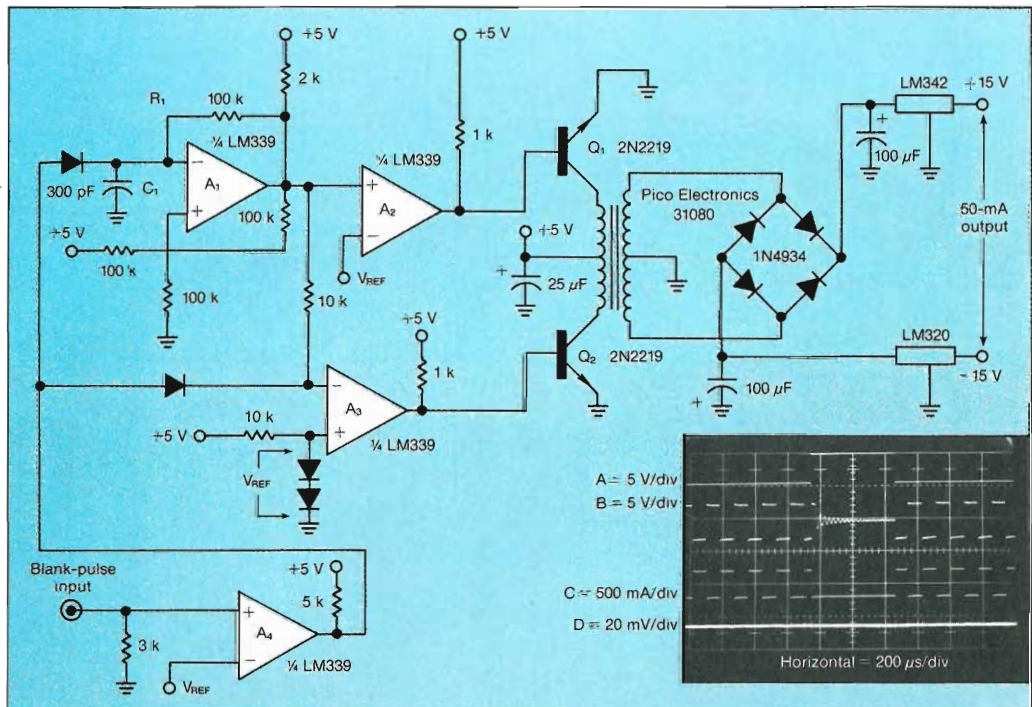 +5 V
+5 V
2 k
R1
100 k
¼ LM339
1 k
¼ LM339
300 pF
C1
A1
A2
100 k
+5 V
100 k
100 k
VREF
10 k
Q1 2N2219
Pico Electronics
31080
+5 V
25 µF
1N4934
LM342
+15 V
100 µF
50-mA
output
+5 V
1 k
Q2 2N2219
LM320
-15 V
100 µF
A3
10 k
+5 V
¼ LM339
VREF
A = 5 V/div
B = 5 V/div
C = 500 mA/div
D = 20 mV/div
Horizontal = 200 µs/div
Blank-pulse
input
+5 V
5 k
A4
3 k
¼ LM339
VREF